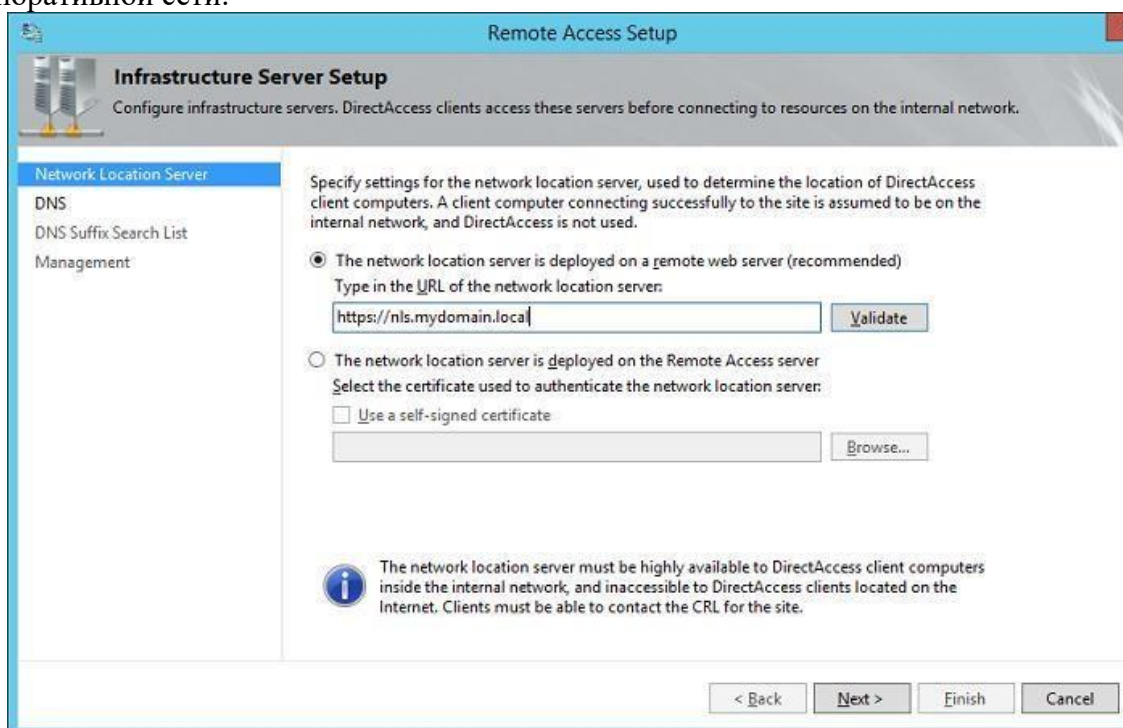 сети.
Remote Access Setup
Infrastructure Server Setup
Configure infrastructure servers. DirectAccess clients access these servers before connecting to resources on the internal network.
Network Location Server
DNS
DNS Suffix Search List
Management
Specify settings for the network location server, used to determine the location of DirectAccess
client computers. A client computer connecting successfully to the site is assumed to be on the
internal network, and DirectAccess is not used.
The network location server is deployed on a remote web server (recommended)
Type in the URL of the network location server:
https://nls.mydomain.local
Validate
The network location server is deployed on the Remote Access server
Select the certificate used to authenticate the network location server:
Use a self-signed certificate
Browse...
The network location server must be highly available to DirectAccess client computers
inside the internal network, and inaccessible to DirectAccess clients located on the
Internet. Clients must be able to contact the CRL for the site.
< Back
Next >
Finish
Cancel